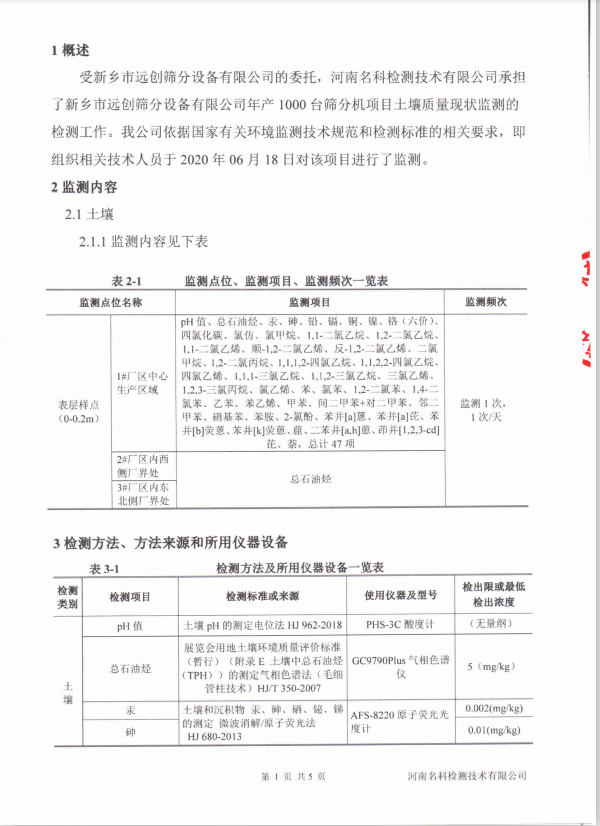 1 概述
受新乡市远创筛分设备有限公司的委托，河南名科检测技术有限公司承担
了新乡市远创筛分设备有限公司年产 1000 台筛分机项目土壤质量现状监测的
检测工作。我公司依据国家有关环境监测技术规范和检测标准的相关要求，即
组织相关技术人员于 2020 年 06 月 18 日对该项目进行了监测。
2 监测内容
2.1 土壤
2.1.1 监测内容见下表
表 2-1 监测点位、监测项目、监测频次一览表
监测点位名称 监测项目 监测频次
表层样点
(0-0.2m)
1#厂区中心
生产区域
pH 值、总石油烃、汞、砷、铅、镉、铜、镍、铬（六价）、
四氯化碳、氯仿、氯甲烷、1,1-二氯乙烷、1,2-二氯乙烷、
1,1-二氯乙烯、顺-1,2-二氯乙烯、反-1,2-二氯乙烯、二氯
甲烷、1,2-二氯丙烷、1,1,1,2-四氯乙烷、1,1,2,2-四氯乙烷、
四氯乙烯、1,1,1-三氯乙烷、1,1,2-三氯乙烷、三氯乙烯、
1,2,3-三氯丙烷、氯乙烯、苯、氯苯、1,2-二氯苯、1,4-二
氯苯、乙苯、苯乙烯、甲苯、间二甲苯+对二甲苯、邻二
甲苯、硝基苯、苯胺、2-氯酚、苯并[a]蒽、苯并[a]芘、苯
并[b]荧蒽、苯并[k]荧蒽、䓛、二苯并[a,h]蒽、茚并[1,2,3-cd]
芘、萘，总计 47 项
监测 1 次，
1 次/天
2#厂区内西
侧厂界处
3#厂区内东
北侧厂界处
总石油烃
3 检测方法、方法来源和所用仪器设备
表 3-1 检测方法及所用仪器设备一览表
检测
类别
检测项目 检测标准或来源 使用仪器及型号
检出限或最低
检出浓度
土
壤
pH 值 土壤 pH 的测定电位法 HJ 962-2018 PHS-3C 酸度计 （无量纲）
总石油烃
展览会用地土壤环境质量评价标准
（暂行）（附录 E 土壤中总石油烃
（TPH））的测定气相色谱法（毛细
管柱技术）HJ/T 350-2007
GC9790Plus 气相色谱
仪
5（mg/kg）
汞
砷
土壤和沉积物 汞、砷、硒、铋、锑
的测定 微波消解/原子荧光法
HJ 680-2013
AFS-8220 原子荧光光
度计
0.002(mg/kg)
0.01(mg/kg)
第 1 页 共 5 页 河南名科检测技术有限公司